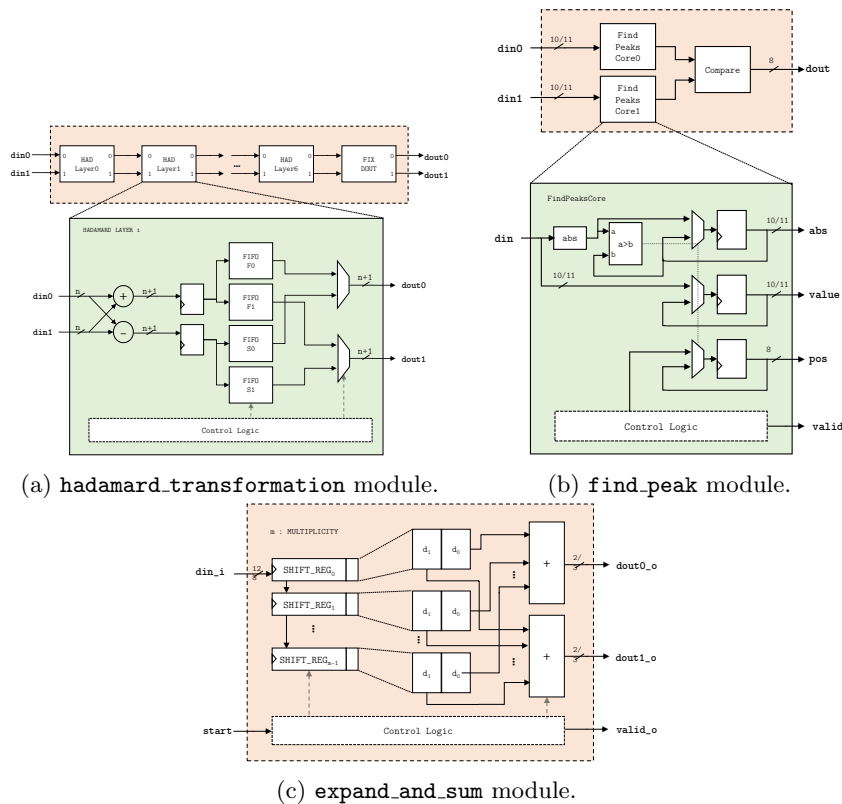 din0
din1
0
1
HAD
Layer0
0
1
0
1
HAD
Layer1
0
1
...
0
1
HAD
Layer6
0
1
0
1
FIX
DOUT
0
1
dout0
dout1
HADAMARD LAYER i
din0
n
+
n+1
din1
n
-
n+1
FIFO
F0
FIFO
F1
FIFO
S0
FIFO
S1
n+1
dout0
n+1
dout1
Control Logic
(a) hadamard_transformation module.
din0
10/11
Find
Peaks
Core0
din1
10/11
Find
Peaks
Core1
Compare
8
dout
FindPeaksCore
din
abs
a
a>b
b
10/11
abs
10/11
10/11
value
8
pos
Control Logic
valid
(b) find_peak module.
m : MULTIPLICITY
din_i
128
SHIFT_REG0
SHIFT_REG1
⋮
SHIFT_REGm-1
d1 d0
d1 d0
⋮
d1 d0
⋮
⋮
+
2/3
dout0_o
+
2/3
dout1_o
start
Control Logic
valid_o
(c) expand_and_sum module.